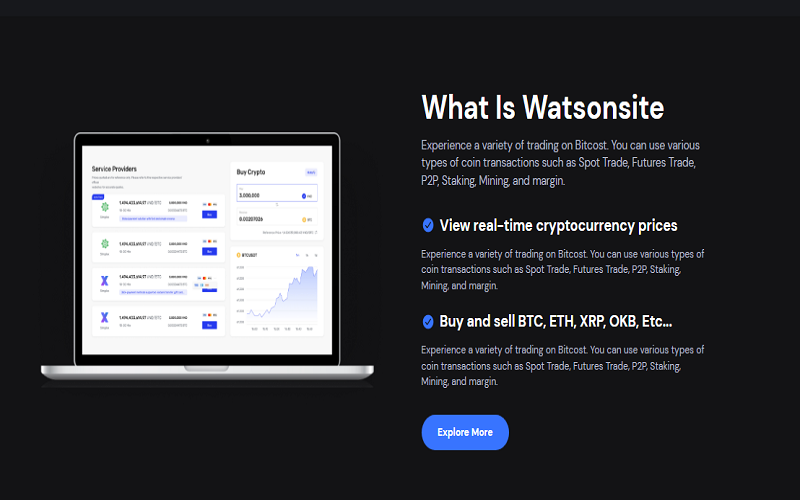 What Is Watsonsite
Experience a variety of trading on Bitcost. You can use various
types of coin transactions such as Spot Trade, Futures Trade,
P2P, Staking, Mining, and margin.
View real-time cryptocurrency prices
Experience a variety of trading on Bitcost. You can use various types of
coin transactions such as Spot Trade, Futures Trade, P2P, Staking,
Mining, and margin.
Buy and sell BTC, ETH, XRP, OKB, Etc...
Experience a variety of trading on Bitcost. You can use various types of
coin transactions such as Spot Trade, Futures Trade, P2P, Staking,
Mining, and margin.
Explore More
Service Providers
Buy Crypto
3,000.000
0.00207026
BTC/USDT